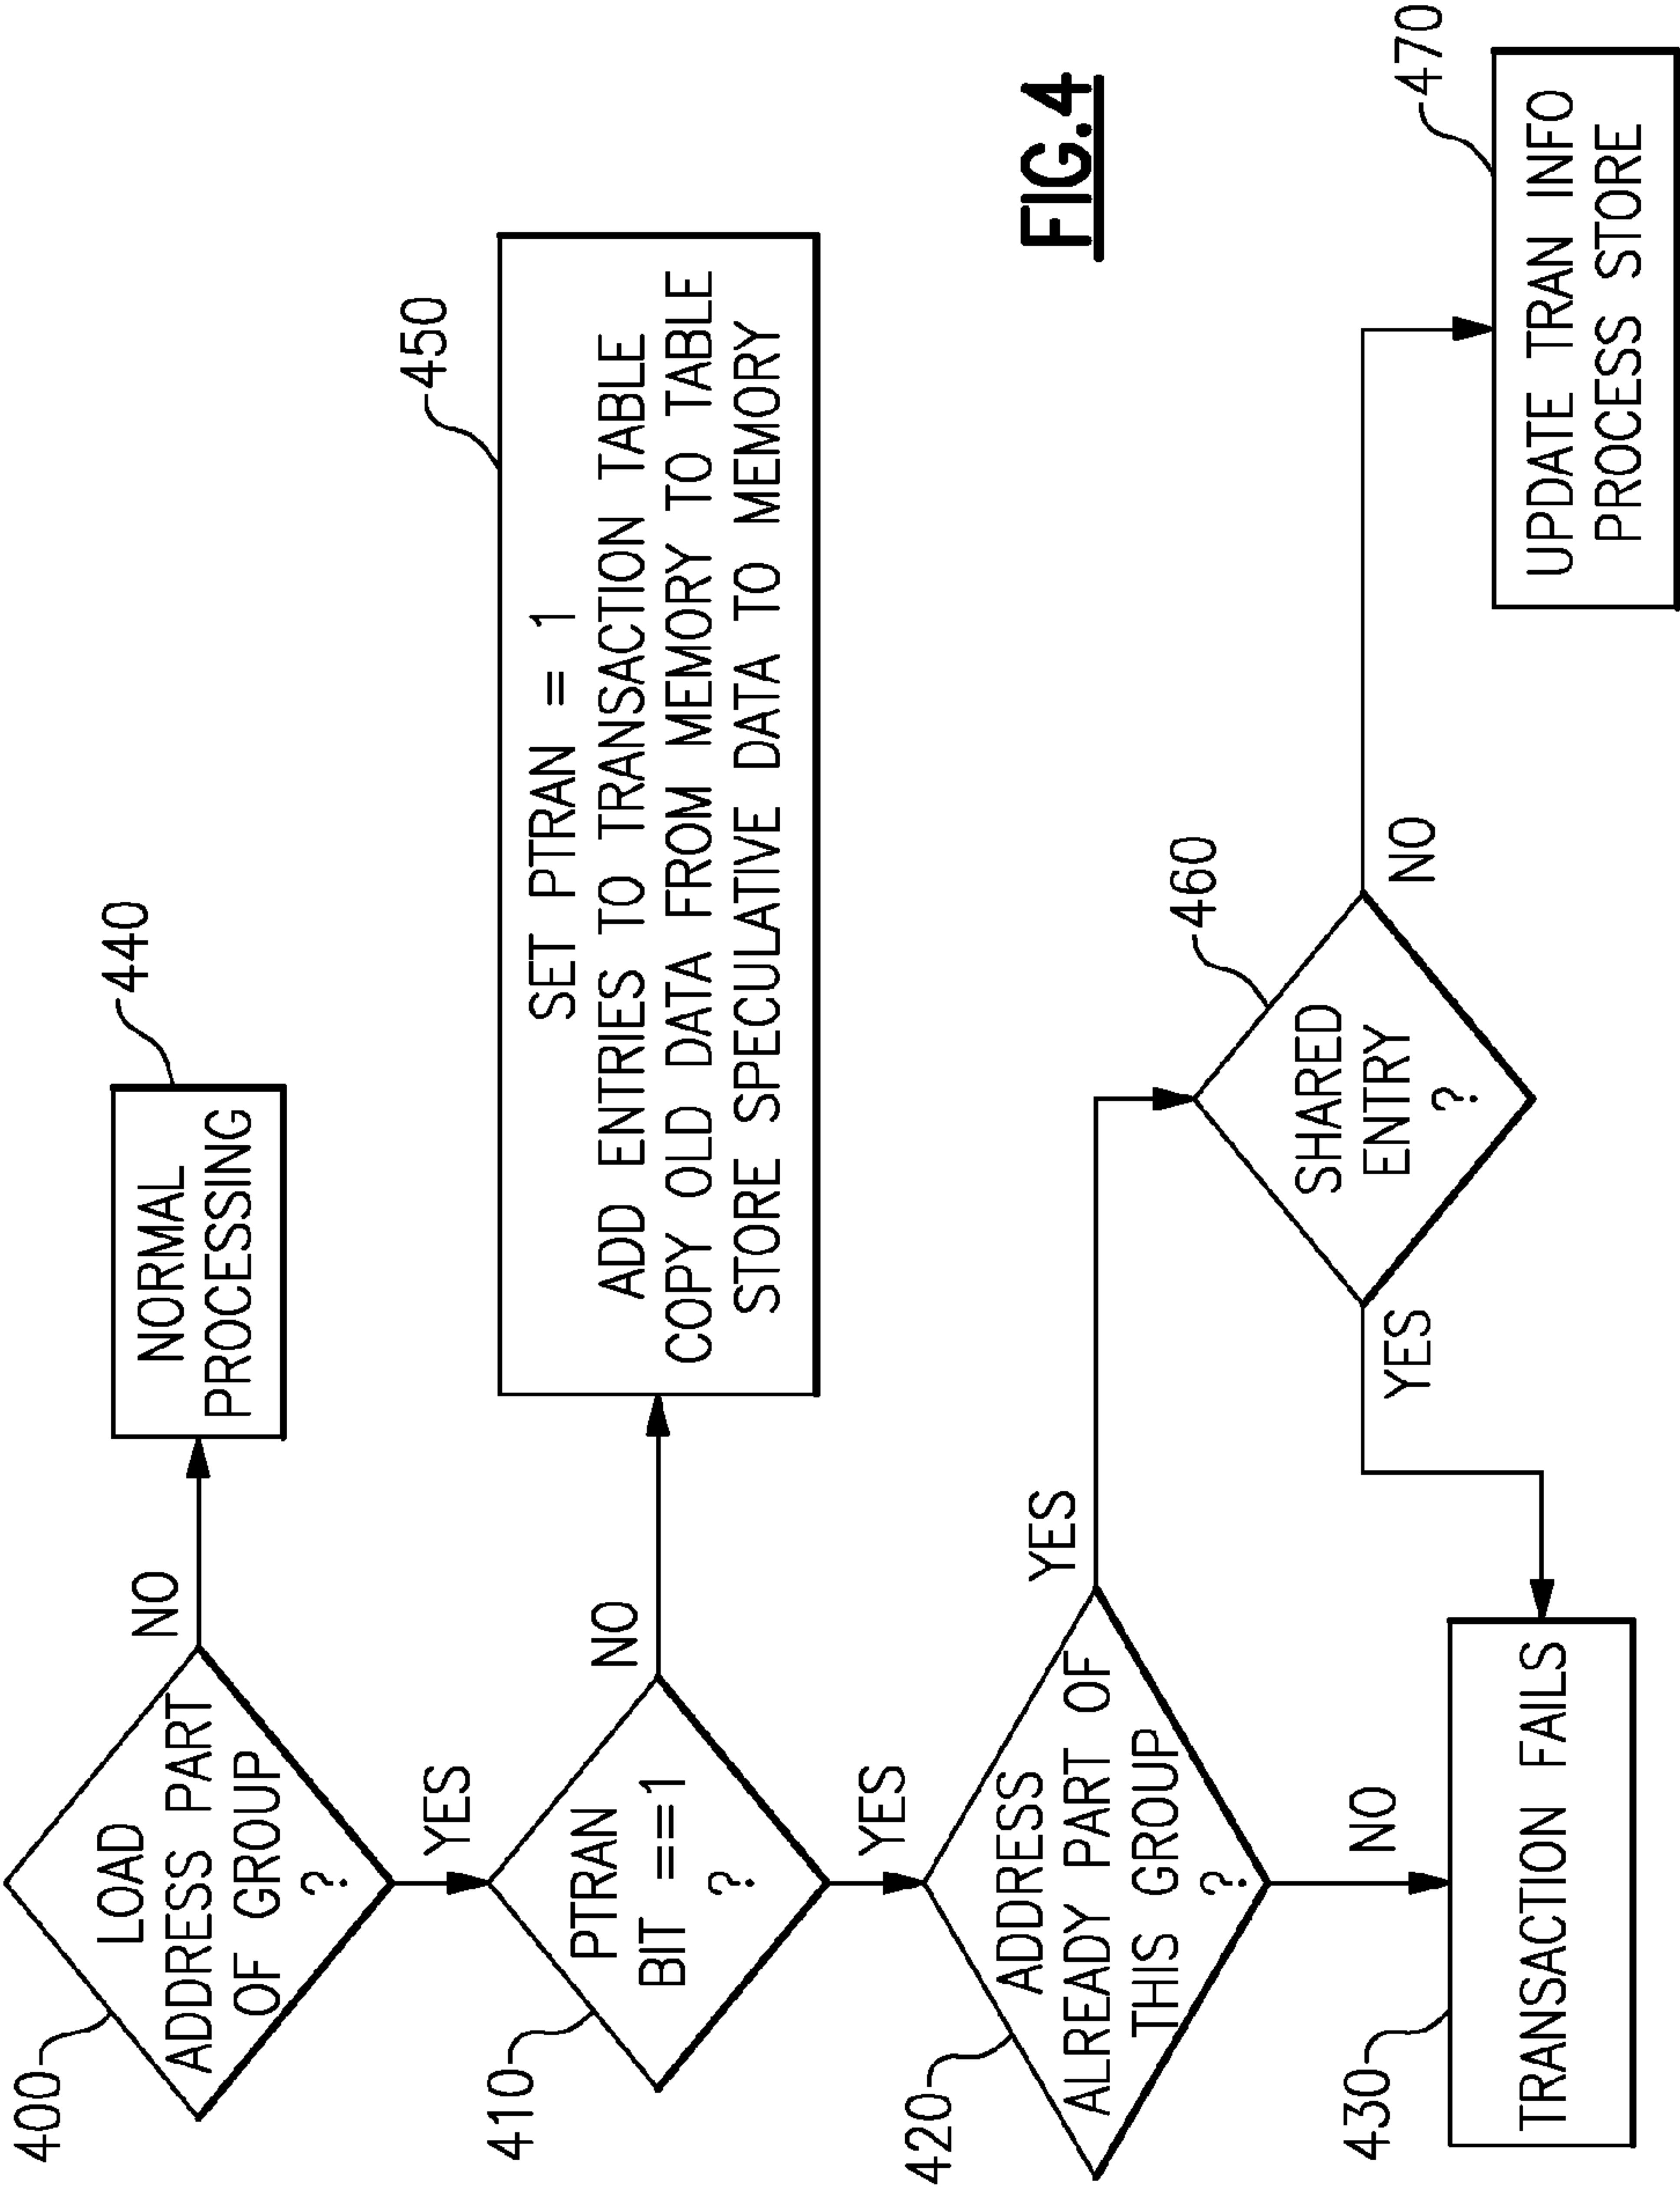 400
LOAD
ADDRESS PART
OF GROUP
?
NO
440
NORMAL
PROCESSING
YES
410
PTRAN
BIT ==1
?
NO
450
SET PTRAN = 1
ADD ENTRIES TO TRANSACTION TABLE
COPY OLD DATA FROM MEMORY TO TABLE
STORE SPECULATIVE DATA TO MEMORY
YES
420
ADDRESS
ALREADY PART OF
THIS GROUP
?
YES
460
SHARED
ENTRY
?
NO
430
TRANSACTION FAILS
YES
NO
470
UPDATE TRAN INFO
PROCESS STORE
FIG.4